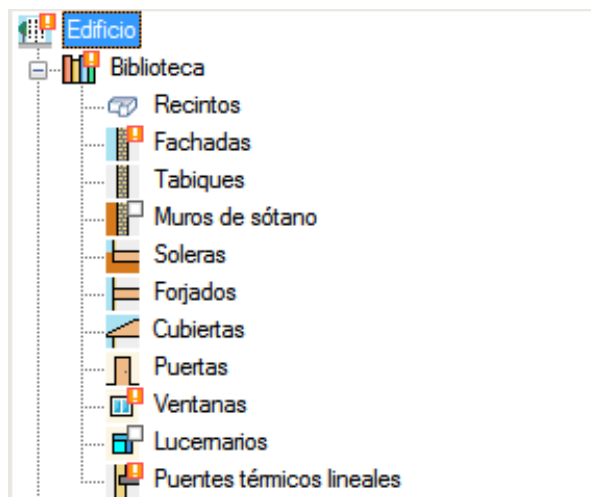 Edificio
Biblioteca
Recintos
Fachadas
Tabiques
Muros de sótano
Soleras
Forjados
Cubiertas
Puertas
Ventanas
Lucernarios
Puentes térmicos lineales